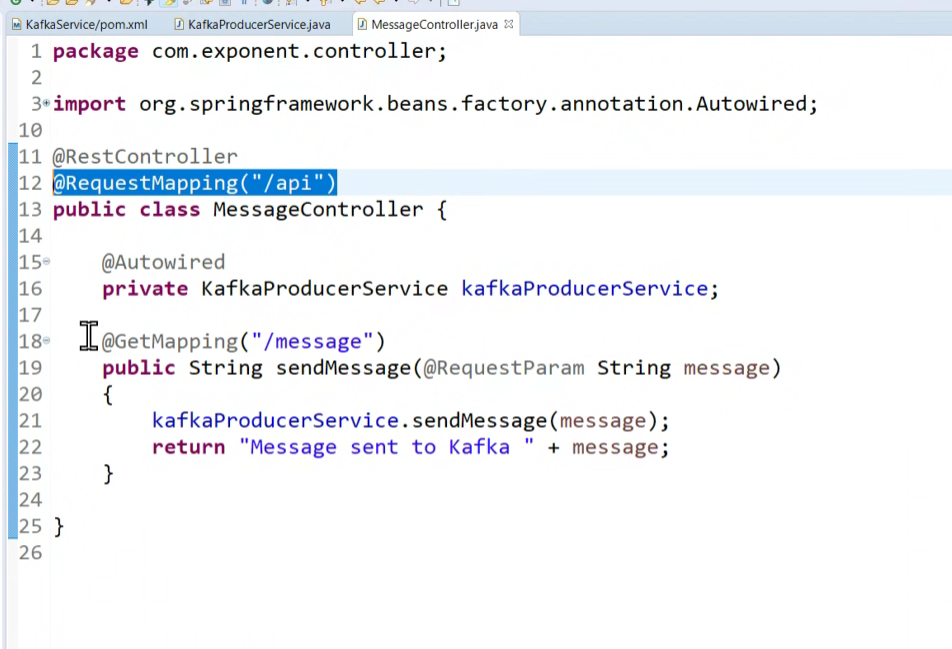 KafkaService/pom.xml KafkaProducerService.java MessageController.java
1 package com.exponent.controller;
2
3 import org.springframework.beans.factory.annotation.Autowired;
10
11 @RestController
12 @RequestMapping("/api")
13 public class MessageController {
14
15 @Autowired
16 private KafkaProducerService kafkaProducerService;
17
18 @GetMapping("/message")
19 public String sendMessage(@RequestParam String message)
20 {
21 kafkaProducerService.sendMessage(message);
22 return "Message sent to Kafka " + message;
23 }
24
25 }
26